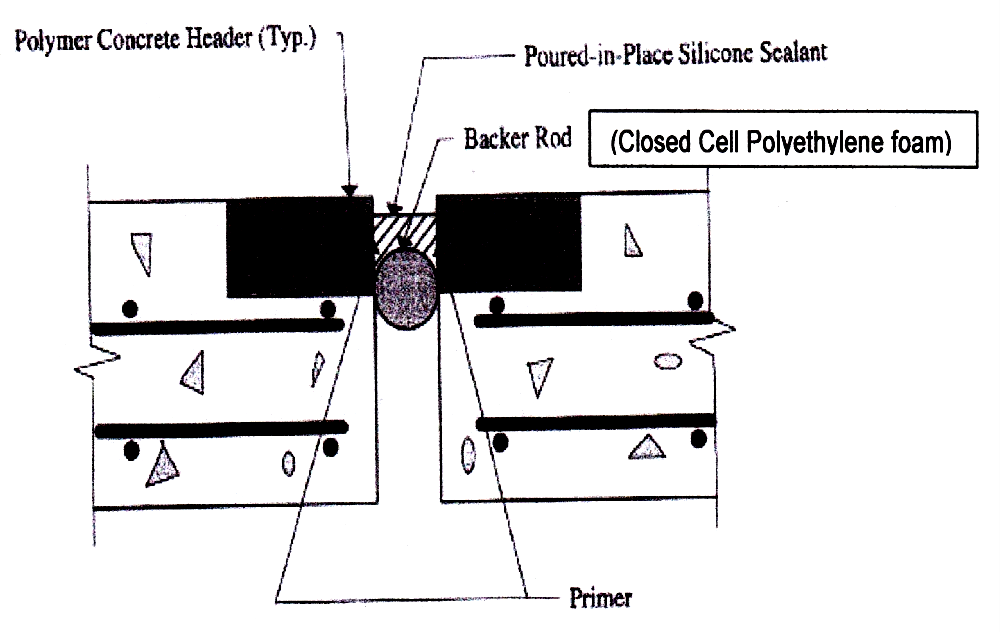 Polymer Concrete Header (Typ.)
Poured-in-Place Silicone Sealant
Backer Rod (Closed Cell Polyethylene foam)
Primer